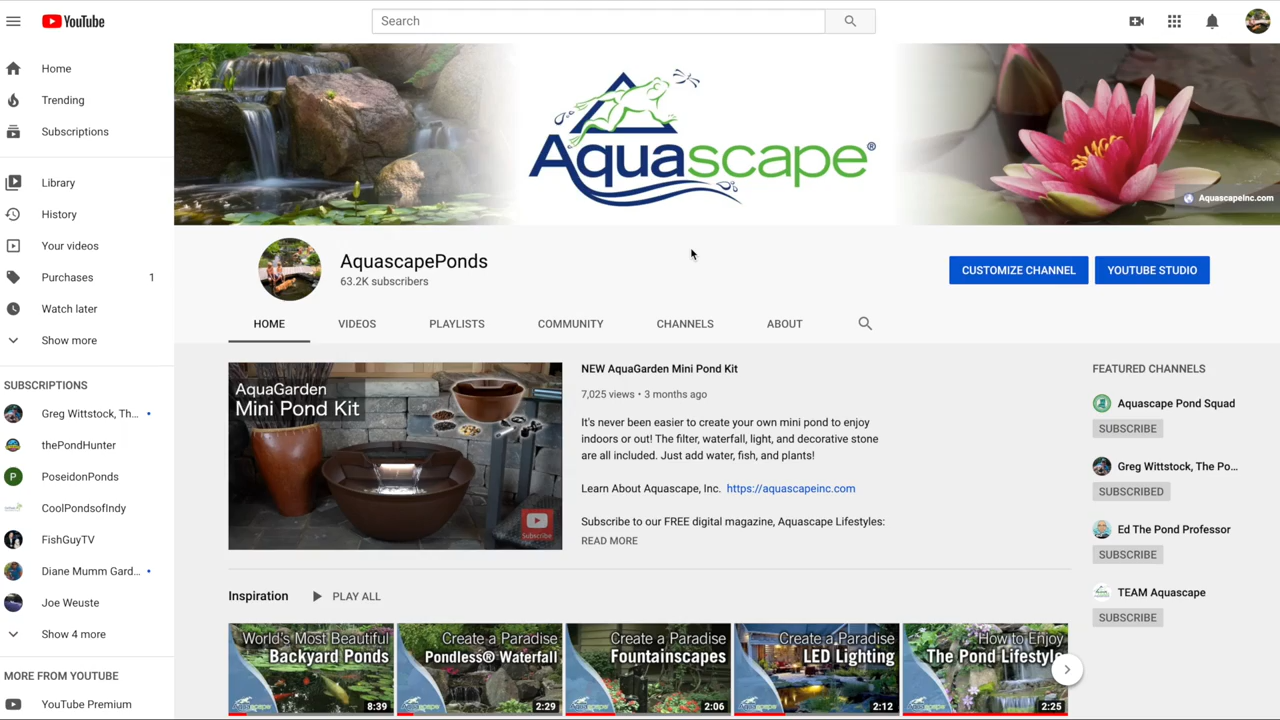 YouTube
Search
Home
Trending
Subscriptions
Library
History
Your videos
Purchases 1
Watch later
Show more
SUBSCRIPTIONS
Greg Wittstock, Th...
thePondHunter
P PoseidonPonds
CoolPondsofIndy
FishGuyTV
Diane Mumm Gard...
Joe Weuste
Show 4 more
MORE FROM YOUTUBE
YouTube Premium
Aquascape®
AquascapeInc.com
AquascapePonds
63.2K subscribers
CUSTOMIZE CHANNEL
YOUTUBE STUDIO
HOME VIDEOS PLAYLISTS COMMUNITY CHANNELS ABOUT
AquaGarden
Mini Pond Kit
Subscribe
NEW AquaGarden Mini Pond Kit
7,025 views • 3 months ago
It's never been easier to create your own mini pond to enjoy
indoors or out! The filter, waterfall, light, and decorative stone
are all included. Just add water, fish, and plants!
Learn About Aquascape, Inc. https://aquascapeinc.com
Subscribe to our FREE digital magazine, Aquascape Lifestyles:
READ MORE
FEATURED CHANNELS
Aquascape Pond Squad
SUBSCRIBE
Greg Wittstock, The Po...
SUBSCRIBED
Ed The Pond Professor
SUBSCRIBE
TEAM Aquascape
SUBSCRIBE
Inspiration PLAY ALL
World's Most Beautiful
Backyard Ponds
Aquascape
8:39
Create a Paradise
Pondless® Waterfall
Aquascape
2:29
Create a Paradise
Fountainscapes
Aquascape
2:06
Create a Paradise
LED Lighting
Aquascape
2:12
How to Enjoy
The Pond Lifestyle
Aquascape
2:25